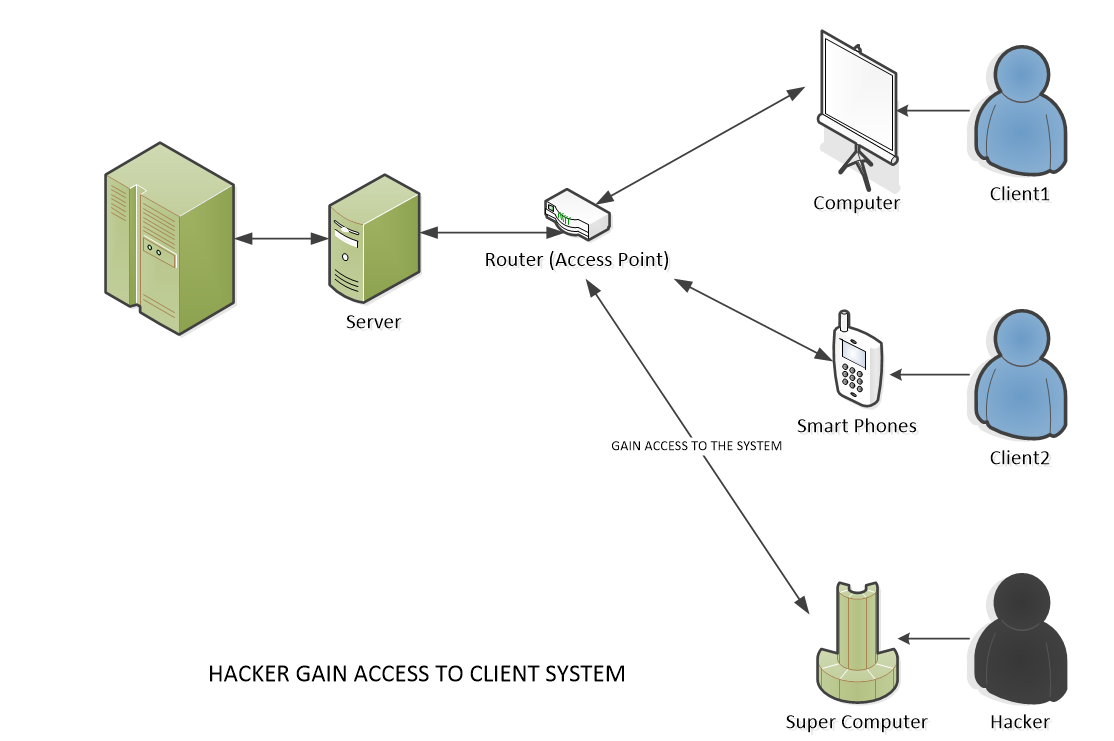 Computer
Client1
Router (Access Point)
Server
Smart Phones
Client2
GAIN ACCESS TO THE SYSTEM
HACKER GAIN ACCESS TO CLIENT SYSTEM
Super Computer
Hacker